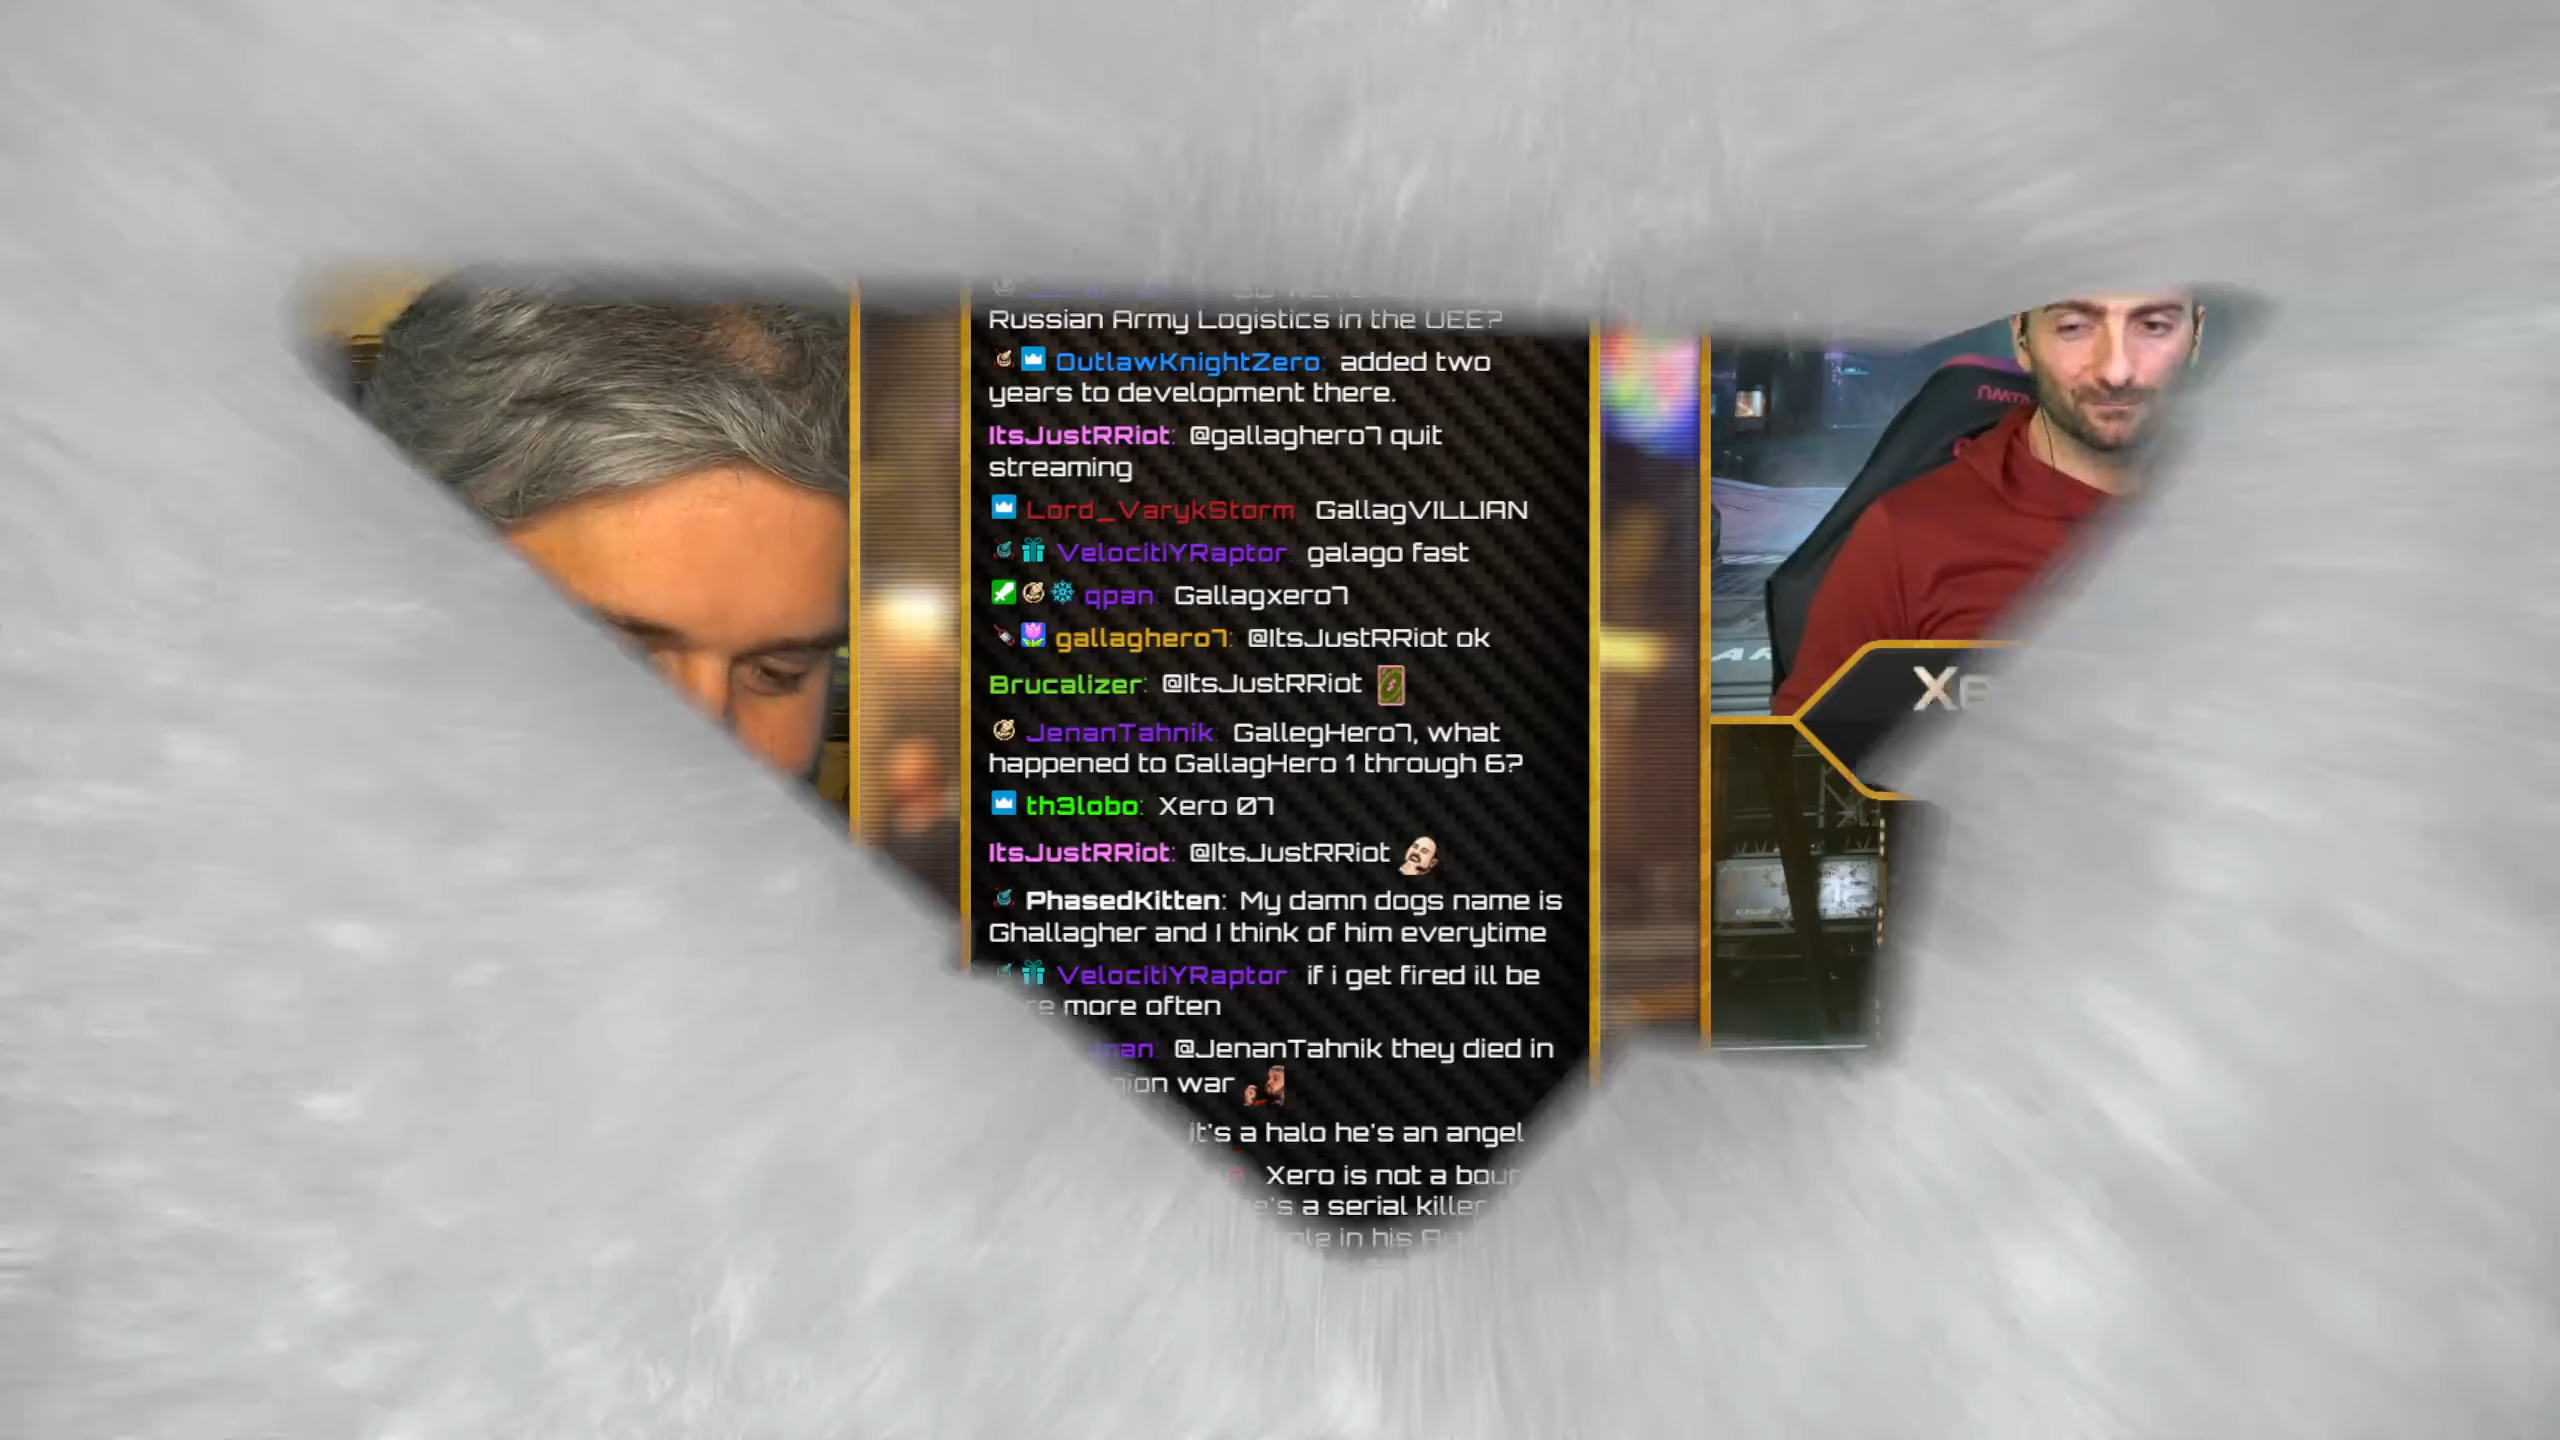 Russian Army Logistics in the UEE?
OutlawKnightZero: added two
years to development there.
ItsJustRRiot: @gallaghero7 quit
streaming
Lord_VarykStorm GallagVILLIAN
VelocitiYRaptor: galago fast
qpan: Gallagxero7
gallaghero7: @ItsJustRRiot ok
Brucalizer: @ItsJustRRiot
JenanTahnik: GallegHero7, what
happened to GallagHero 1 through 6?
th3lobo: Xero 07
ItsJustRRiot: @ItsJustRRiot
PhasedKitten: My damn dogs name is
Ghallagher and I think of him everytime
VelocitiYRaptor: if i get fired ill be
more often
@JenanTahnik they died in
war
it's a halo he's an angel
Xero is not a
a serial killer
in his